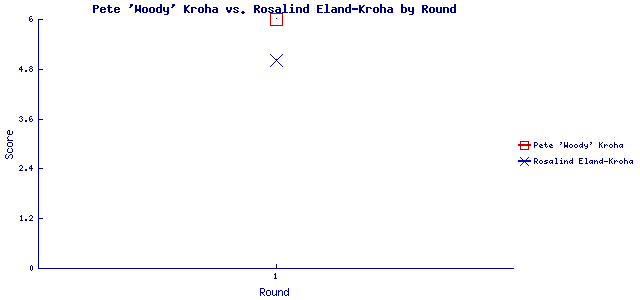 Pete 'Woody' Kroha vs. Rosalind Eland-Kroha by Round
6
4.8
3.6
2.4
1.2
0
Score
1
Round
Pete 'Woody' Kroha
Rosalind Eland-Kroha